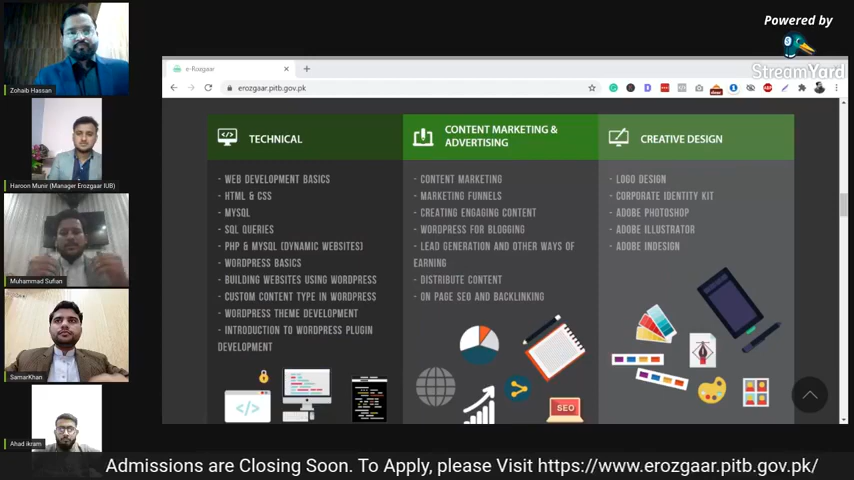 Powered by
StreamYard
Zohaib Hassan
Haroon Munir (Manager Erozgaar IUB)
Muhammad Sufian
SamarKhan
Ahad ikram
e-Rozgaar
erozgaar.pitb.gov.pk
TECHNICAL
- WEB DEVELOPMENT BASICS
- HTML & CSS
- MYSQL
- SQL QUERIES
- PHP & MYSQL (DYNAMIC WEBSITES)
- WORDPRESS BASICS
- BUILDING WEBSITES USING WORDPRESS
- CUSTOM CONTENT TYPE IN WORDPRESS
- WORDPRESS THEME DEVELOPMENT
- INTRODUCTION TO WORDPRESS PLUGIN
DEVELOPMENT
CONTENT MARKETING &
ADVERTISING
- CONTENT MARKETING
- MARKETING FUNNELS
- CREATING ENGAGING CONTENT
- WORDPRESS FOR BLOGGING
- LEAD GENERATION AND OTHER WAYS OF
EARNING
- DISTRIBUTE CONTENT
- ON PAGE SEO AND BACKLINKING
SEO
CREATIVE DESIGN
- LOGO DESIGN
- CORPORATE IDENTITY KIT
- ADOBE PHOTOSHOP
- ADOBE ILLUSTRATOR
- ADOBE INDESIGN
Admissions are Closing Soon. To Apply, please Visit https://www.erozgaar.pitb.gov.pk/